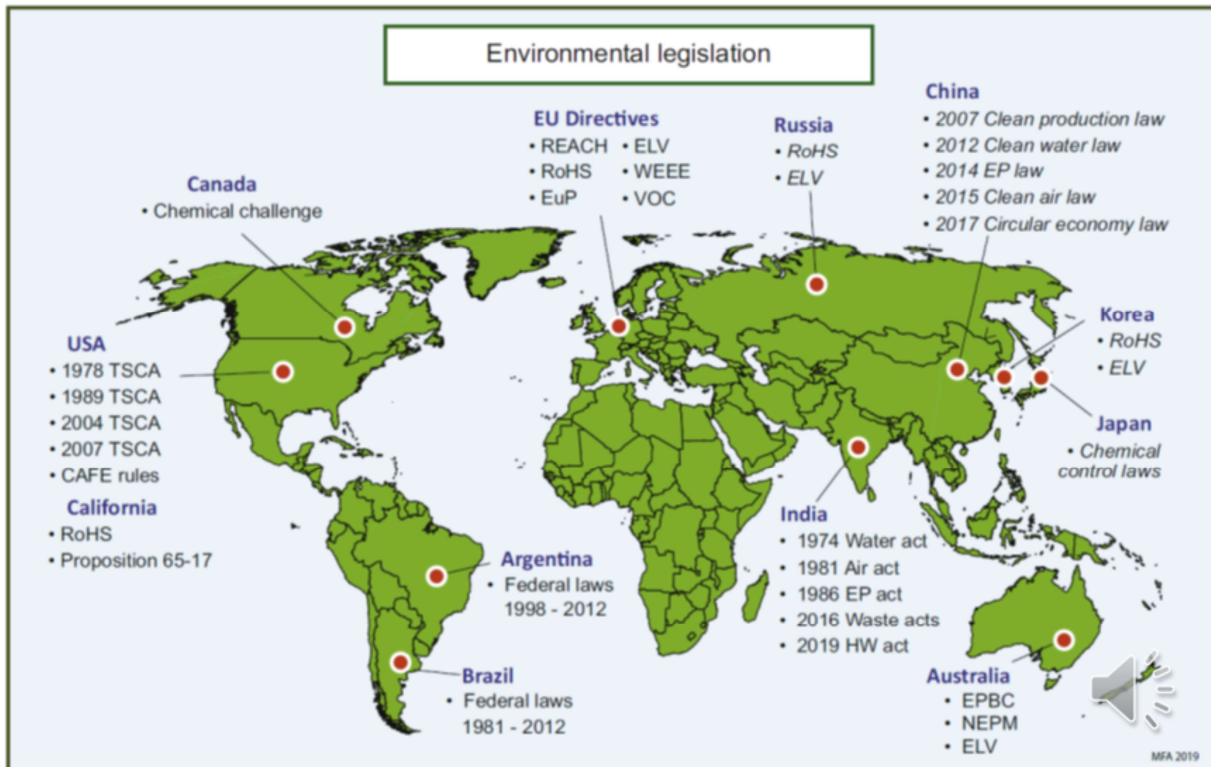 Environmental legislation
Canada
• Chemical challenge
EU Directives
• REACH • ELV
• RoHS • WEEE
• EuP • VOC
Russia
• RoHS
• ELV
China
• 2007 Clean production law
• 2012 Clean water law
• 2014 EP law
• 2015 Clean air law
• 2017 Circular economy law
USA
• 1978 TSCA
• 1989 TSCA
• 2004 TSCA
• 2007 TSCA
• CAFE rules
California
• RoHS
• Proposition 65-17
Korea
• RoHS
• ELV
Japan
• Chemical
control laws
Argentina
• Federal laws
1998 - 2012
Brazil
• Federal laws
1981 - 2012
India
• 1974 Water act
• 1981 Air act
• 1986 EP act
• 2016 Waste acts
• 2019 HW act
Australia
• EPBC
• NEPM
• ELV
MFA 2019